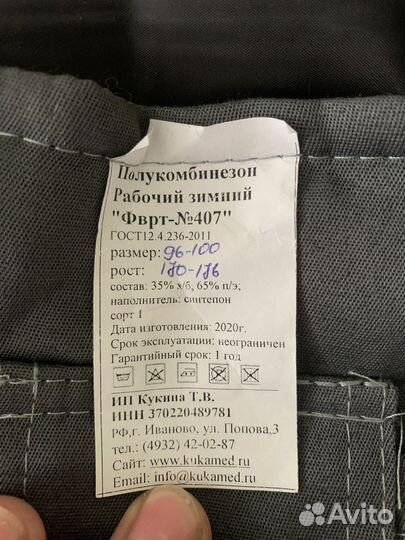 Полукомбинезон
Рабочий зимний
"Фврт-№407"
ГОСТ12.4.236-2011
размер: 96-100
рост: 170-176
состав: 35% х/б, 65% п/э;
наполнитель: синтепон
сорт 1
Дата изготовления: 2020г.
Срок эксплуатации: неограничен
Гарантийный срок: 1 год
ИП Кукина Т.В.
ИНН 370220489781
РФ,г. Иваново, ул. Попова,3
тел.: (4932) 42-02-87
Сайт: www.kukamed.ru
Email: info@kukamed.ru
Avito